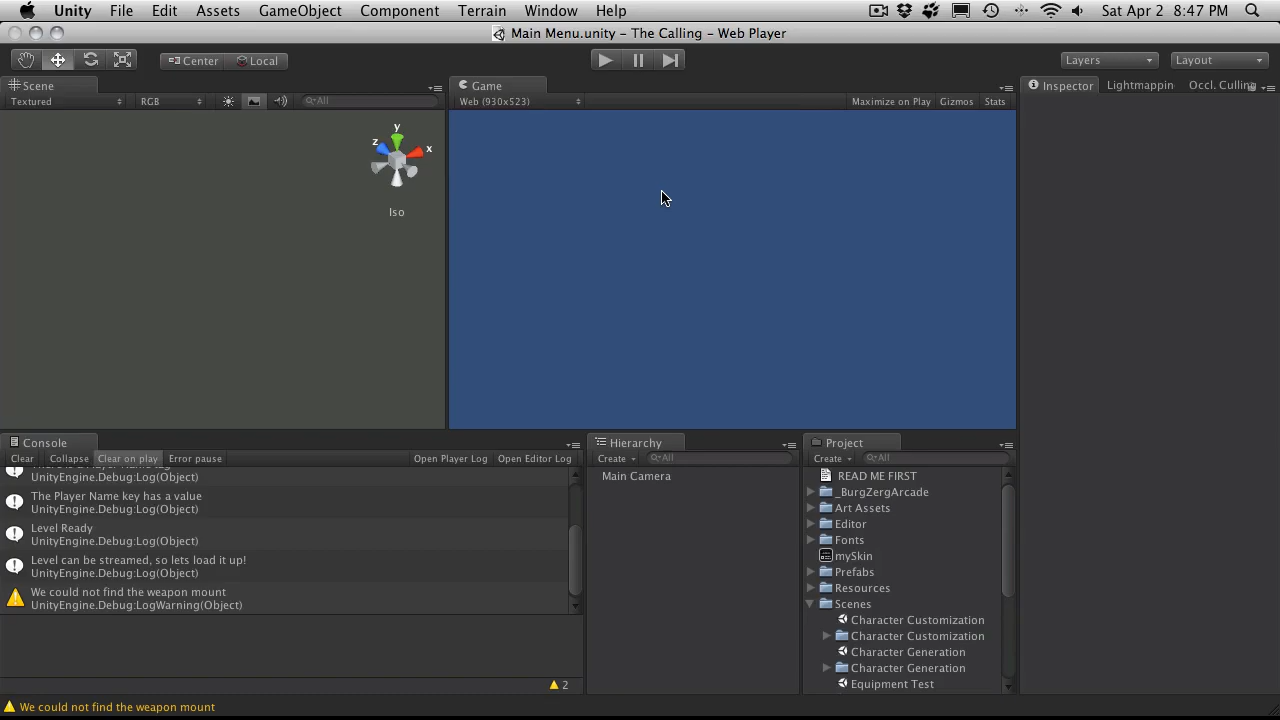 Unity File Edit Assets GameObject Component Terrain Window Help Sat Apr 2 8:47 PM
Main Menu.unity – The Calling – Web Player
Center Local Layers Layout
Scene
Game
Inspector Lightmappin Occl. Culling
Textured RGB All
Web (930x523) Maximize on Play Gizmos Stats
y
z
x
Iso
Console
Clear Collapse Clear on play Error pause Open Player Log Open Editor Log
UnityEngine.Debug:Log(Object)
The Player Name key has a value
UnityEngine.Debug:Log(Object)
Level Ready
UnityEngine.Debug:Log(Object)
Level can be streamed, so lets load it up!
UnityEngine.Debug:Log(Object)
We could not find the weapon mount
UnityEngine.Debug:LogWarning(Object)
2
Hierarchy
Create All
Main Camera
Project
Create All
READ ME FIRST
_BurgZergArcade
Art Assets
Editor
Fonts
mySkin
Prefabs
Resources
Scenes
Character Customization
Character Customization
Character Generation
Character Generation
Equipment Test
We could not find the weapon mount